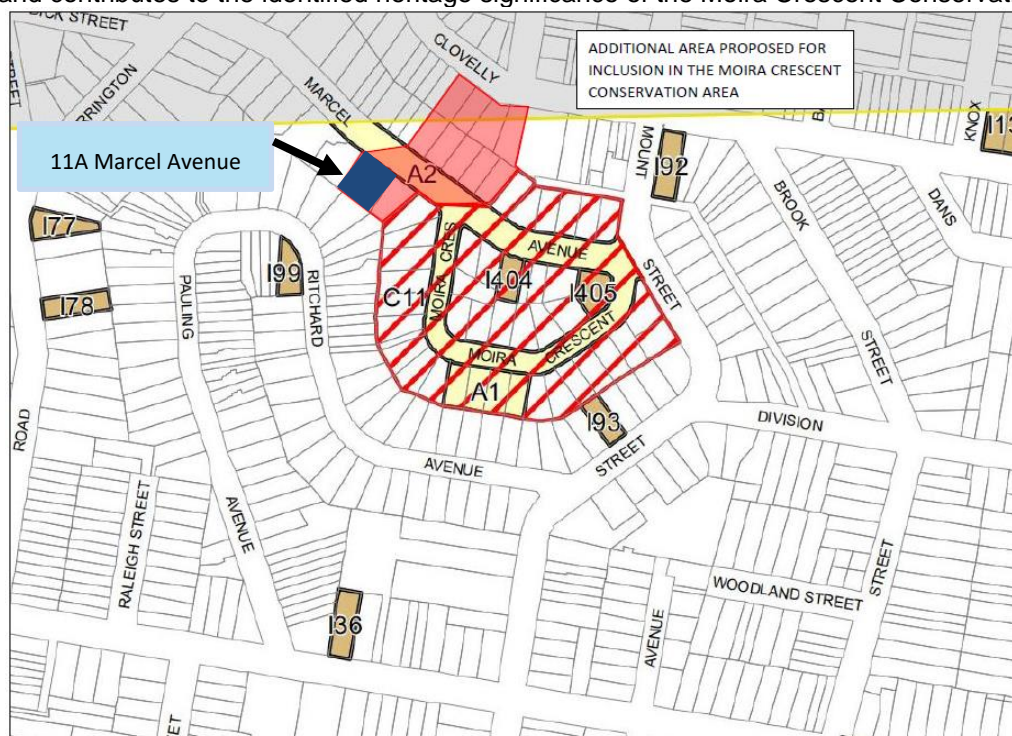 and contributes to the identified heritage significance of the Moira Crescent
DICK STREET
STREET
ARRINGTON
MARCEL
CLOVELLY
ADDITIONAL AREA PROPOSED FOR
INCLUSION IN THE MOIRA CRESCENT
CONSERVATION AREA
KNOX
11A Marcel Avenue
A2
MOUNT
I92
BROOK
DANS
I77
I78
PAULING
I99
RITCHARD
C11
MOIRA CRES
AVENUE
I404
I405
STREET
MOIRA
CRESCENT
A1
I93
STREET
DIVISION
STREET
ROAD
AVENUE
RALEIGH STREET
AVENUE
WOODLAND STREET
STREET
I36
AVENUE